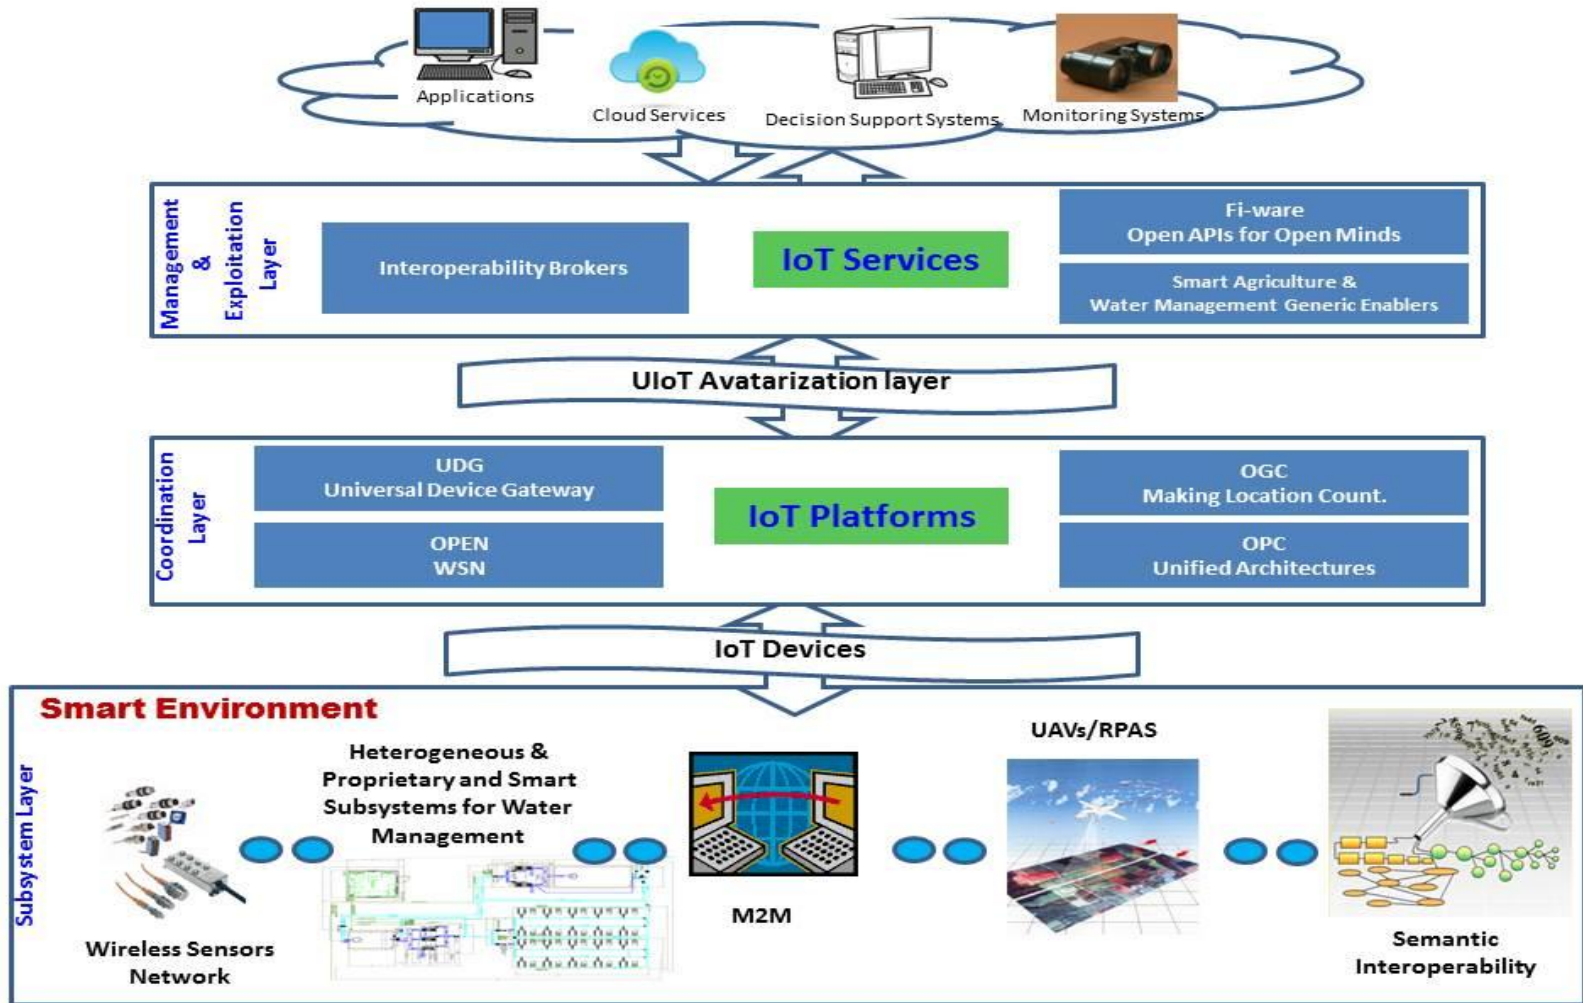 Applications
Cloud Services
Decision Support Systems
Monitoring Systems
Management
&
Exploitation
Layer
Interoperability Brokers
IoT Services
Fi-ware
Open APIs for Open Minds
Smart Agriculture &
Water Management Generic Enablers
UIoT Avatarization layer
Coordination
Layer
UDG
Universal Device Gateway
OPEN
WSN
IoT Platforms
OGC
Making Location Count.
OPC
Unified Architectures
IoT Devices
Smart Environment
Subsystem Layer
Wireless Sensors
Network
Heterogeneous &
Proprietary and Smart
Subsystems for Water
Management
M2M
UAVs/RPAS
Semantic
Interoperability